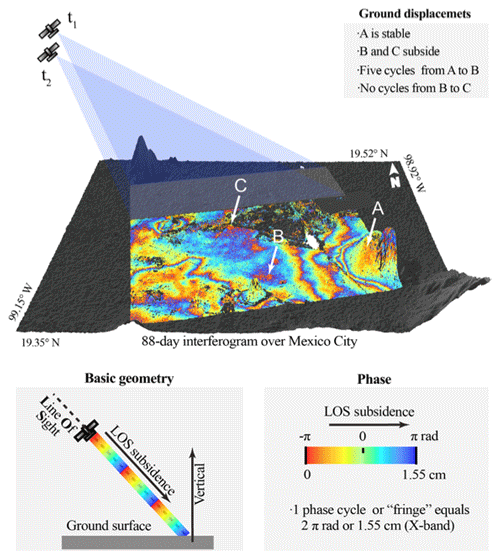 t1
t2
Ground displacemets
·A is stable
·B and C subside
·Five cycles from A to B
·No cycles from B to C
19.52° N
98.92° W
N
C
A
B
99.15° W
19.35° N
88-day interferogram over Mexico City
Basic geometry
Line Of
Sight
LOS subsidence
Vertical
Ground surface
Phase
LOS subsidence
-π 0 π rad
0 1.55 cm
·1 phase cycle or “fringe” equals
2 π rad or 1.55 cm (X-band)